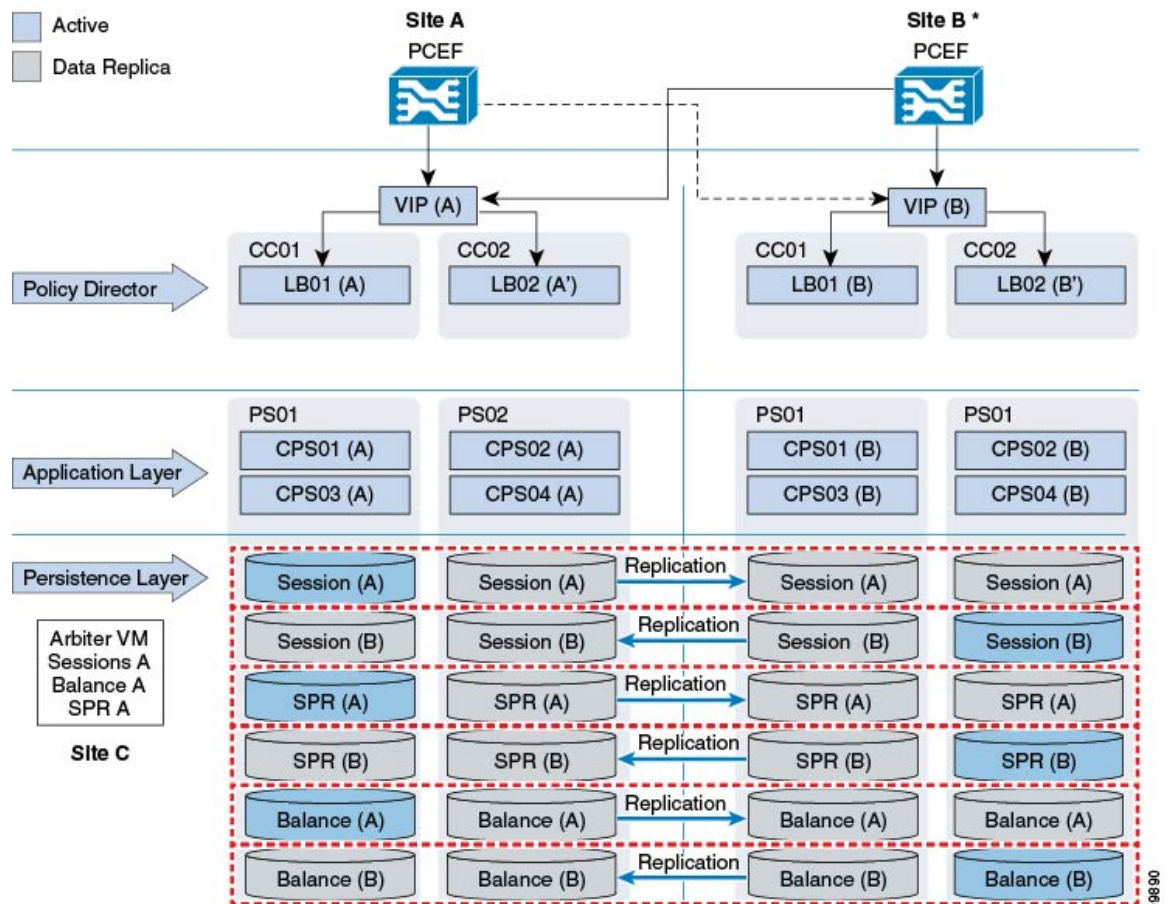 Active
Data Replica
Site A
PCEF
Site B *
PCEF
VIP (A)
VIP (B)
Policy Director
CC01
LB01 (A)
CC02
LB02 (A')
CC01
LB01 (B)
CC02
LB02 (B')
Application Layer
PS01
CPS01 (A)
CPS03 (A)
PS02
CPS02 (A)
CPS04 (A)
PS01
CPS01 (B)
CPS03 (B)
PS01
CPS02 (B)
CPS04 (B)
Persistence Layer
Session (A)
Session (A)
Replication
Session (A)
Session (A)
Session (B)
Session (B)
Replication
Session (B)
Session (B)
SPR (A)
SPR (A)
Replication
SPR (A)
SPR (A)
SPR (B)
SPR (B)
Replication
SPR (B)
SPR (B)
Balance (A)
Balance (A)
Replication
Balance (A)
Balance (A)
Balance (B)
Balance (B)
Replication
Balance (B)
Balance (B)
Arbiter VM
Sessions A
Balance A
SPR A
Site C